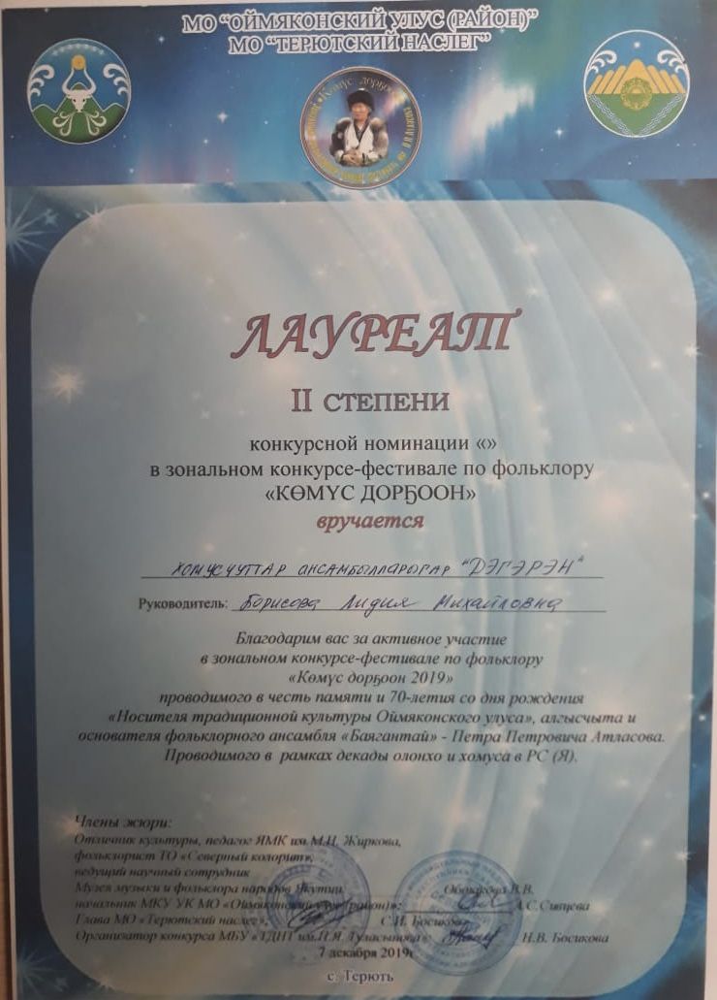 МО “ОЙМЯКОНСКИЙ УЛУС (РАЙОН)”
МО “ТЕРЮТСКИЙ НАСЛЕГ”
Көмүс дорҕоон
ЛАУРЕАТ
II СТЕПЕНИ
конкурсной номинации «»
в зональном конкурсе-фестивале по фольклору
«КӨМҮС ДОРҔООН»
вручается
хомусчуттар ансамбылларыгар "ДЭГЭРЭН"
Руководитель: Борисова Лидия Михайловна
Благодарим вас за активное участие
в зональном конкурсе-фестивале по фольклору
«Көмүс дорҕоон 2019»
проводимого в честь памяти и 70-летия со дня рождения
«Носителя традиционной культуры Оймяконского улуса», алгысчыта и
основателя фольклорного ансамбля «Баягантай» - Петра Петровича Атласова.
Проводимого в рамках декады олонхо и хомуса в РС (Я).
Члены жюри:
Отличник культуры, педагог ЯМК им.М.Н. Жиркова,
фольклорист ТО «Северный колорит»,
ведущий научный сотрудник
Музея музыки и фольклора народов Якутии В.В.
начальник МКУ УК МО «Оймяконский улус (район)»: А.С.Сивцева
Глава МО «Терютский наслег», С.И. Босиков
Организатор конкурса МБУ «ТДНТ Н.В. Босикова
7 декабря 2019г
с. Терють